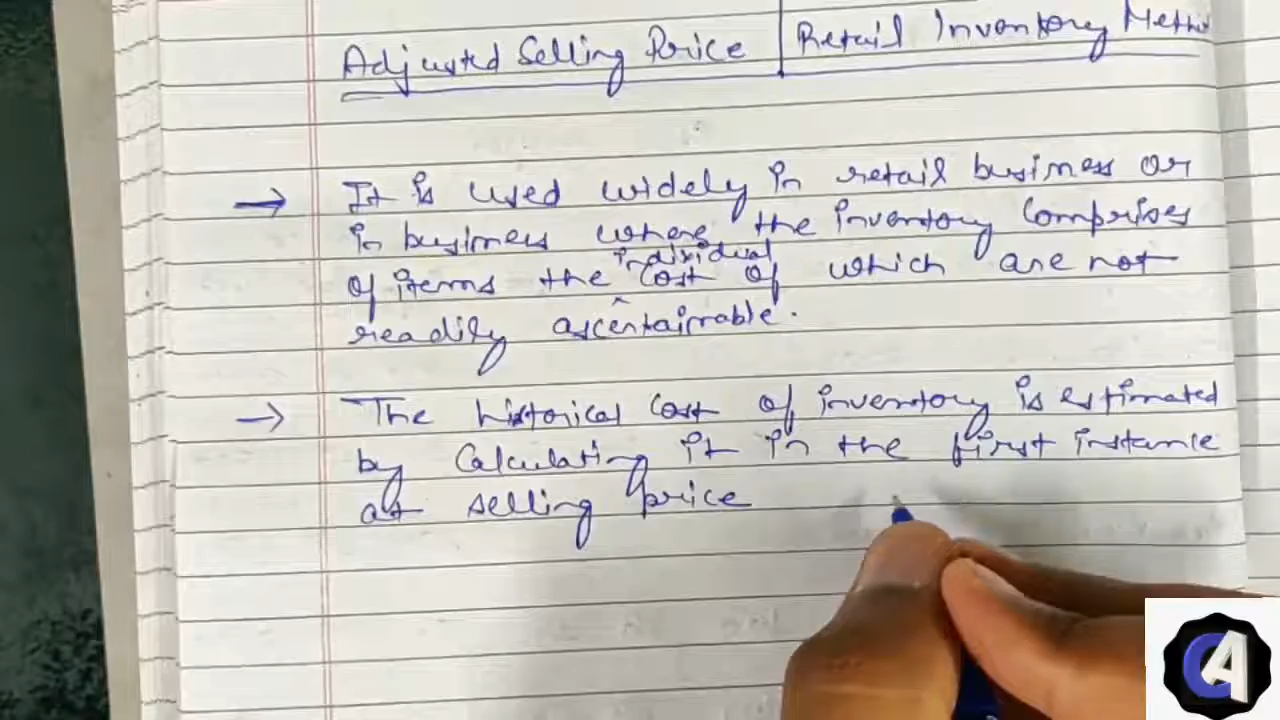 Adjusted Selling Price | Retail Inventory Metho
→ It is used widely in retail business or
in business where the inventory comprises
of items the individual cost of which are not
readily ascertainable.
→ The historical cost of inventory is estimated
by calculating it in the first instance
at selling price
CA